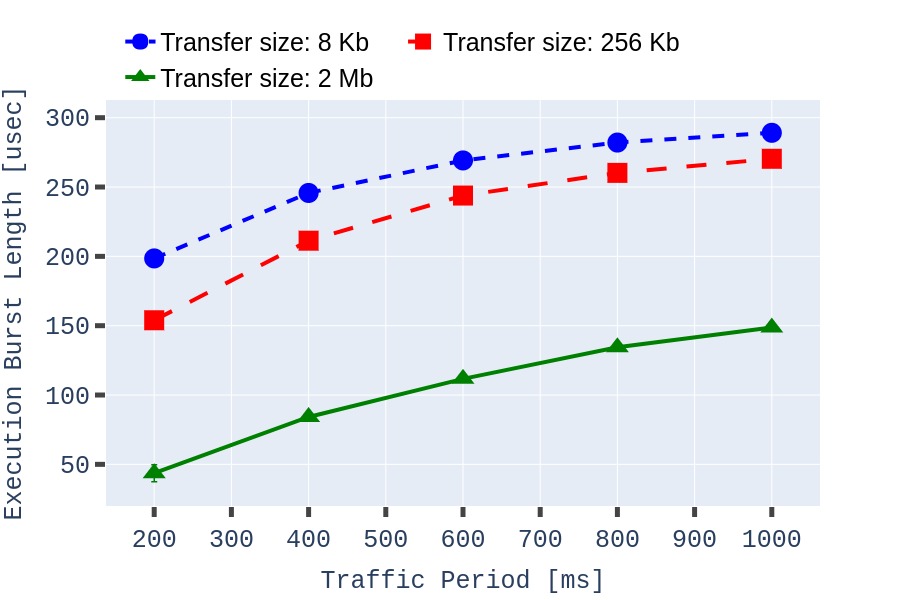 Transfer size: 8 Kb Transfer size: 256 Kb
Transfer size: 2 Mb
Execution Burst Length [usec]
300
250
200
150
100
50
200 300 400 500 600 700 800 900 1000
Traffic Period [ms]